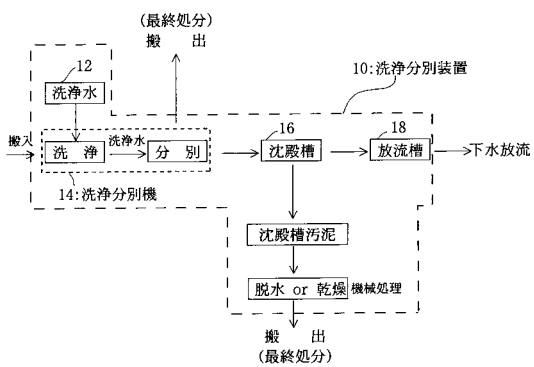 (最終処分)
搬 出
10:洗浄分別装置
12
洗浄水
搬入
洗 浄
洗浄水
分 別
16
沈殿槽
18
放流槽
下水放流
14:洗浄分別機
沈殿槽汚泥
脱水 or 乾燥 機械処理
搬 出
(最終処分)